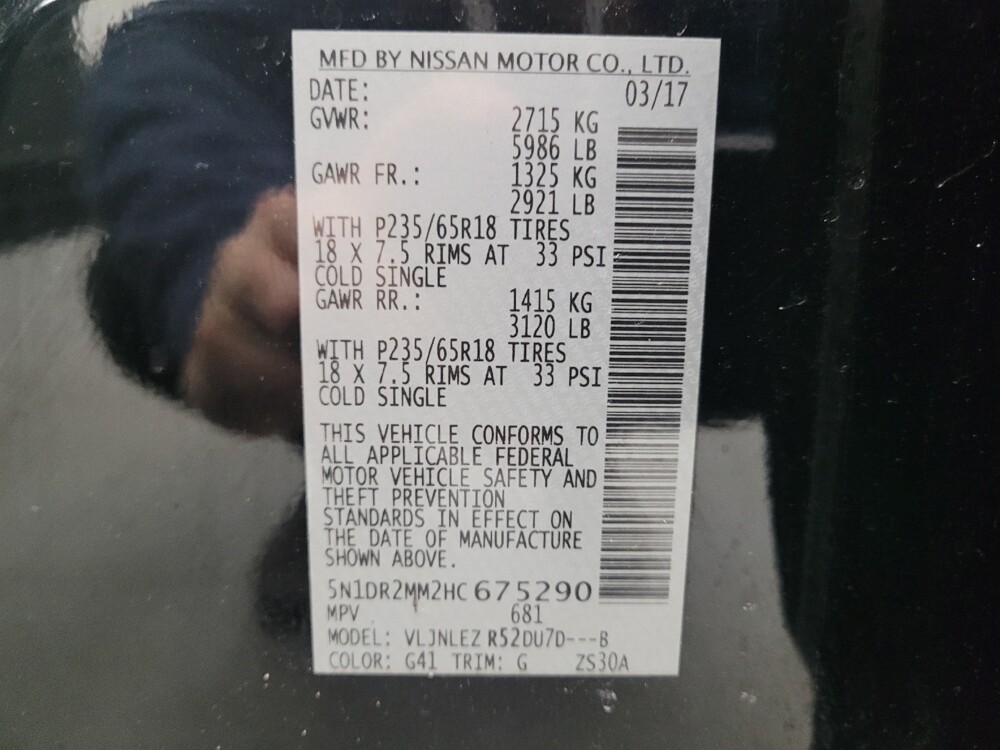 MFD BY NISSAN MOTOR CO., LTD.
DATE: 03/17
GVWR: 2715 KG
5986 LB
GAWR FR.: 1325 KG
2921 LB
WITH P235/65R18 TIRES
18 X 7.5 RIMS AT 33 PSI
COLD SINGLE
GAWR RR.: 1415 KG
3120 LB
WITH P235/65R18 TIRES
18 X 7.5 RIMS AT 33 PSI
COLD SINGLE
THIS VEHICLE CONFORMS TO
ALL APPLICABLE FEDERAL
MOTOR VEHICLE SAFETY AND
THEFT PREVENTION
STANDARDS IN EFFECT ON
THE DATE OF MANUFACTURE
SHOWN ABOVE.
5N1DR2MM2HC675290
MPV 681
MODEL: VLJNLEZ R52DU7D---B
COLOR: G41 TRIM: G ZS30A